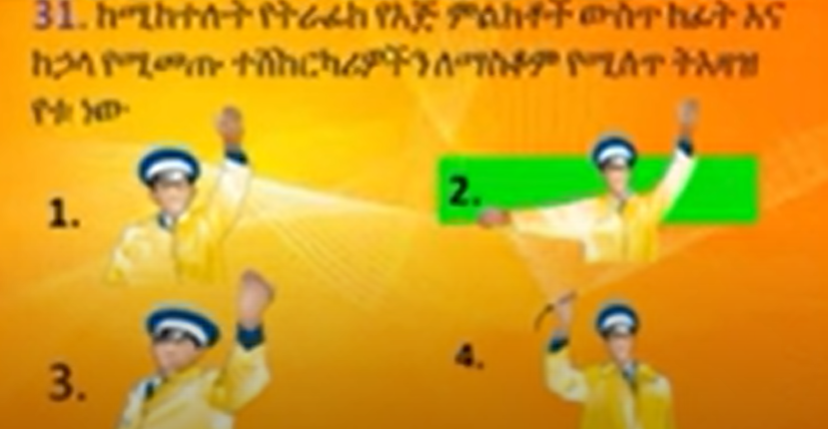 31. ከሚከተሉት የትራፊክ የእጅ ምልክቶች ውስጥ ከፊት እና
ከኃላ የሚመጡ ተሽከርካሪዎችን ለማስቆም የሚሰጥ ትእዛዝ
የቱ ነው
1.
2.
3.
4.